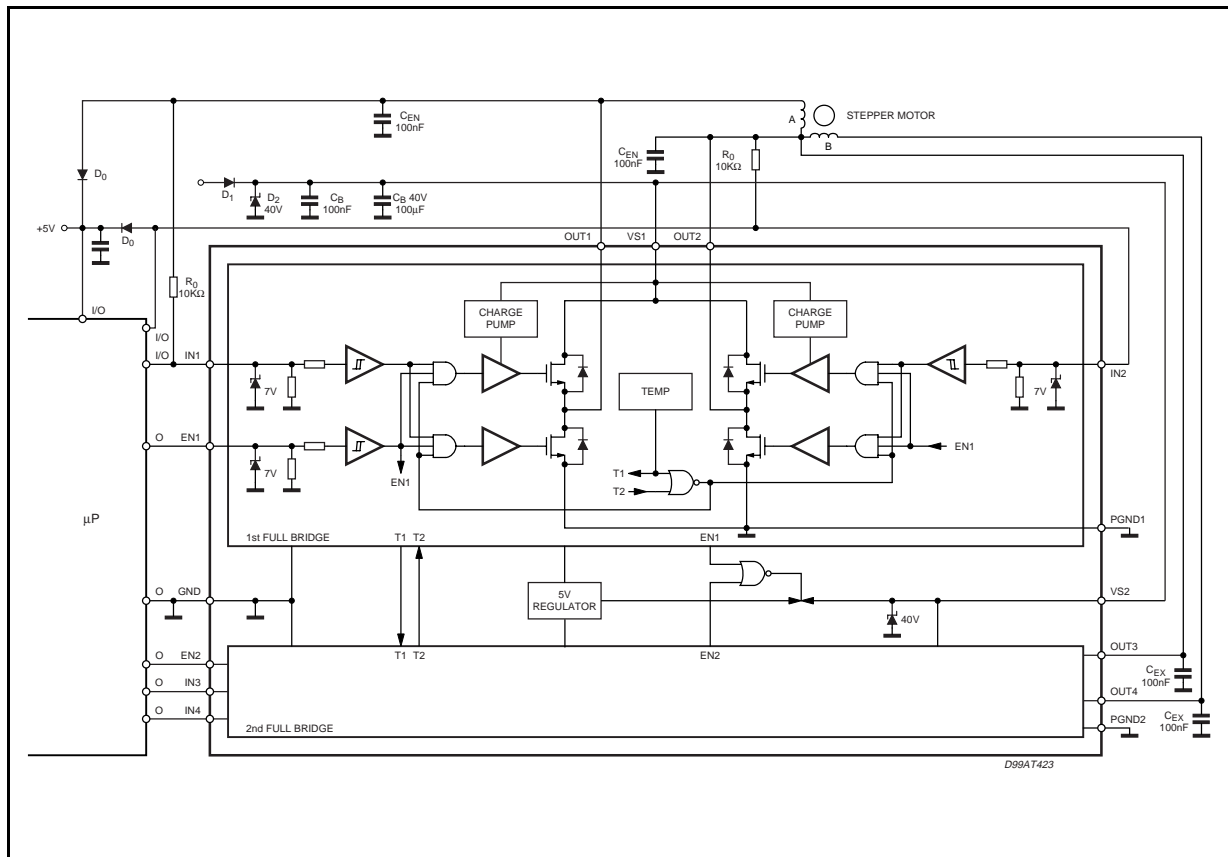 STEPPER MOTOR
A
B
CEN
100nF
CEN
100nF
R0
10KΩ
D0
D1
D2
40V
CB
100nF
CB 40V
100µF
+5V
D0
OUT1
VS1
OUT2
R0
10KΩ
I/O
I/O
I/O
IN1
CHARGE
PUMP
CHARGE
PUMP
IN2
7V
7V
TEMP
O
EN1
7V
EN1
EN1
T1
T2
µP
PGND1
1st FULL BRIDGE
T1
T2
EN1
O
GND
5V
REGULATOR
VS2
40V
O
EN2
T1
T2
EN2
OUT3
O
IN3
CEX
100nF
OUT4
O
IN4
2nd FULL BRIDGE
PGND2
CEX
100nF
D99AT423